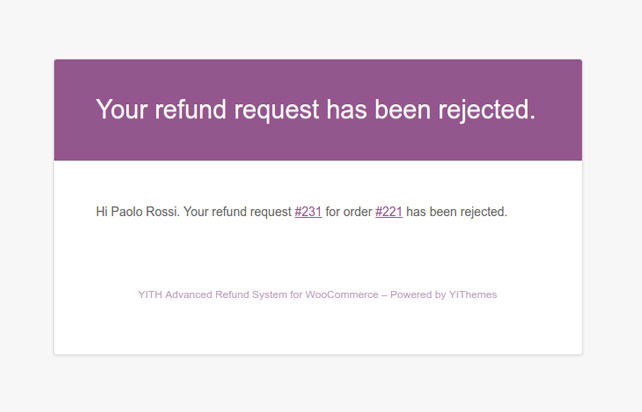 Your refund request has been rejected.
Hi Paolo Rossi. Your refund request #231 for order #221 has been rejected.
YITH Advanced Refund System for WooCommerce – Powered by YIThemes